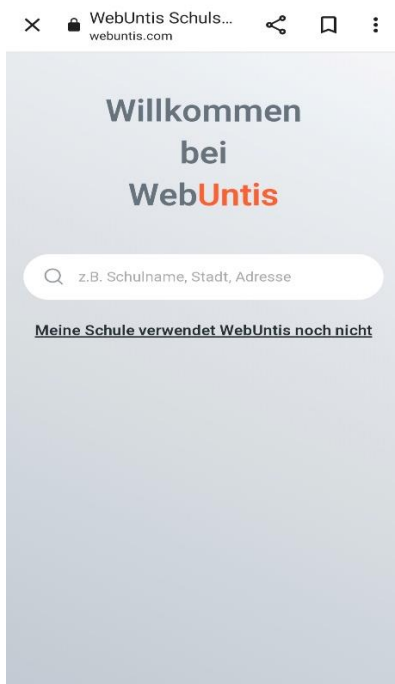 WebUntis Schuls...
webuntis.com
Willkommen
bei
WebUntis
z.B. Schulname, Stadt, Adresse
Meine Schule verwendet WebUntis noch nicht